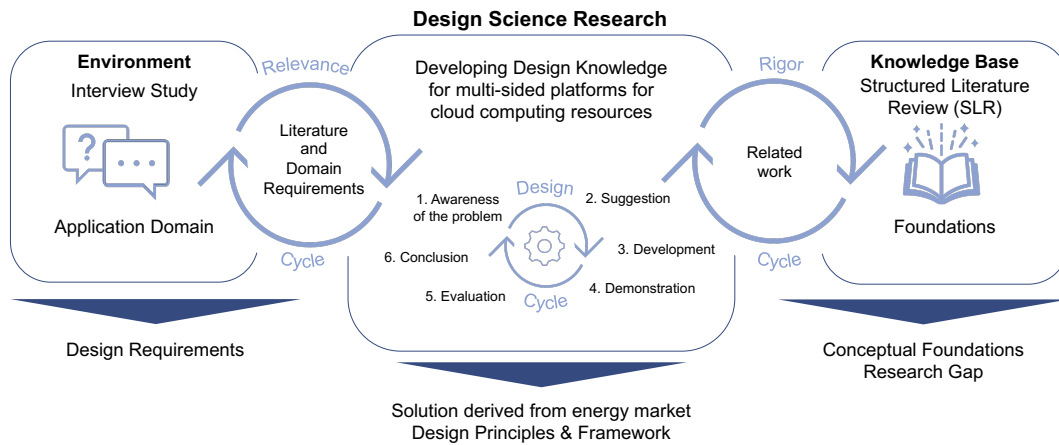 Design Science Research
Environment
Interview Study
?
Application Domain
Relevance
Cycle
Literature
and
Domain
Requirements
Developing Design Knowledge
for multi-sided platforms for
cloud computing resources
Design
Cycle
1. Awareness
of the problem
2. Suggestion
3. Development
4. Demonstration
5. Evaluation
6. Conclusion
Rigor
Cycle
Related
work
Knowledge Base
Structured Literature
Review (SLR)
Foundations
Design Requirements
Solution derived from energy market
Design Principles & Framework
Conceptual Foundations
Research Gap